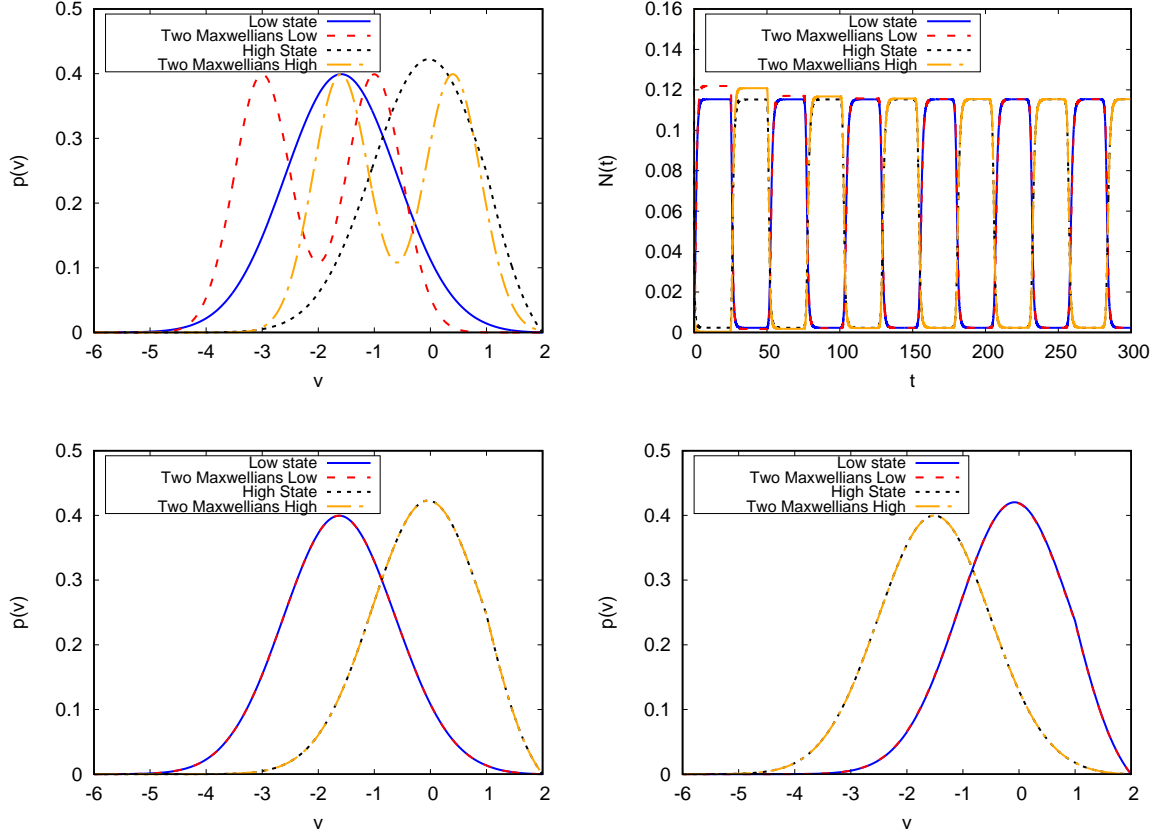 Low state
Two Maxwellians Low
High State
Two Maxwellians High
p(v)
0.5
0.4
0.3
0.2
0.1
0
-6 -5 -4 -3 -2 -1 0 1 2
v
Low state
Two Maxwellians Low
High State
Two Maxwellians High
N(t)
0.16
0.14
0.12
0.1
0.08
0.06
0.04
0.02
0
0 50 100 150 200 250 300
t
Low state
Two Maxwellians Low
High State
Two Maxwellians High
p(v)
0.5
0.4
0.3
0.2
0.1
0
-6 -5 -4 -3 -2 -1 0 1 2
v
Low state
Two Maxwellians Low
High State
Two Maxwellians High
p(v)
0.5
0.4
0.3
0.2
0.1
0
-6 -5 -4 -3 -2 -1 0 1 2
v